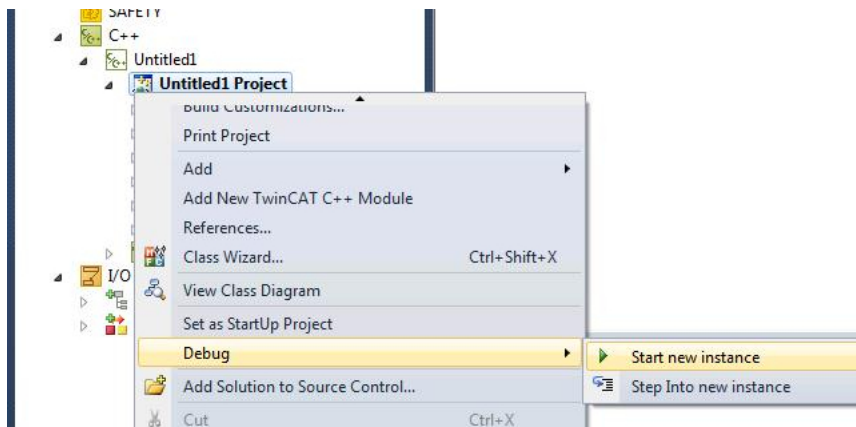 SAFETY
C++
Untitled1
Untitled1 Project
Build Customizations...
Print Project
Add
Add New TwinCAT C++ Module
References...
Class Wizard... Ctrl+Shift+X
I/O
View Class Diagram
Set as StartUp Project
Debug
Start new instance
Step Into new instance
Add Solution to Source Control...
Cut Ctrl+X